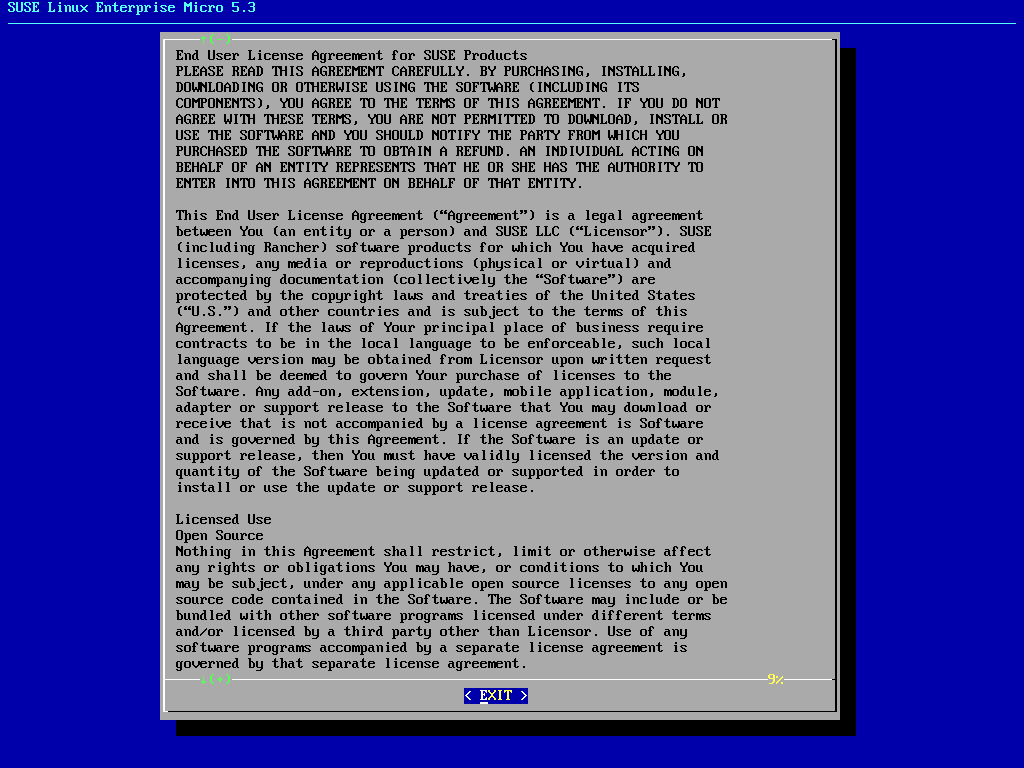 SUSE Linux Enterprise Micro 5.3
End User License Agreement for SUSE Products
PLEASE READ THIS AGREEMENT CAREFULLY. BY PURCHASING, INSTALLING,
DOWNLOADING OR OTHERWISE USING THE SOFTWARE (INCLUDING ITS
COMPONENTS), YOU AGREE TO THE TERMS OF THIS AGREEMENT. IF YOU DO NOT
AGREE WITH THESE TERMS, YOU ARE NOT PERMITTED TO DOWNLOAD, INSTALL OR
USE THE SOFTWARE AND YOU SHOULD NOTIFY THE PARTY FROM WHICH YOU
PURCHASED THE SOFTWARE TO OBTAIN A REFUND. AN INDIVIDUAL ACTING ON
BEHALF OF AN ENTITY REPRESENTS THAT HE OR SHE HAS THE AUTHORITY TO
ENTER INTO THIS AGREEMENT ON BEHALF OF THAT ENTITY.
This End User License Agreement (“Agreement”) is a legal agreement
between You (an entity or a person) and SUSE LLC (“Licensor”). SUSE
(including Rancher) software products for which You have acquired
licenses, any media or reproductions (physical or virtual) and
accompanying documentation (collectively the “Software”) are
protected by the copyright laws and treaties of the United States
(“U.S.”) and other countries and is subject to the terms of this
Agreement. If the laws of Your principal place of business require
contracts to be in the local language to be enforceable, such local
language version may be obtained from Licensor upon written request
and shall be deemed to govern Your purchase of licenses to the
Software. Any add-on, extension, update, mobile application, module,
adapter or support release to the Software that You may download or
receive that is not accompanied by a license agreement is Software
and is governed by this Agreement. If the Software is an update or
support release, then You must have validly licensed the version and
quantity of the Software being updated or supported in order to
install or use the update or support release.
Licensed Use
Open Source
Nothing in this Agreement shall restrict, limit or otherwise affect
any rights or obligations You may have, or conditions to which You
may be subject, under any applicable open source licenses to any open
source code contained in the Software. The Software may include or be
bundled with other software programs licensed under different terms
and/or licensed by a third party other than Licensor. Use of any
software programs accompanied by a separate license agreement is
governed by that separate license agreement.
9%
< EXIT >